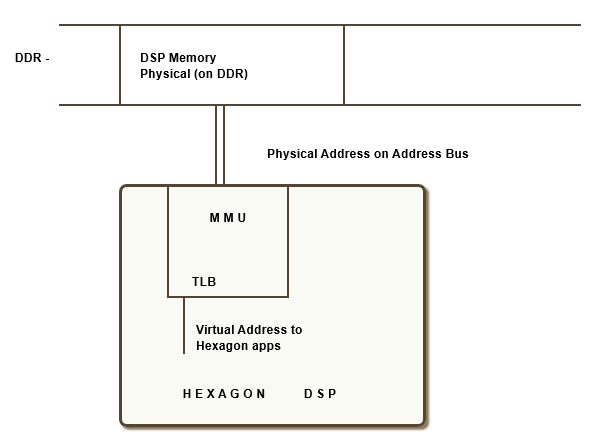 DDR -
DSP Memory
Physical (on DDR)
Physical Address on Address Bus
MMU
TLB
Virtual Address to
Hexagon apps
HEXAGON DSP